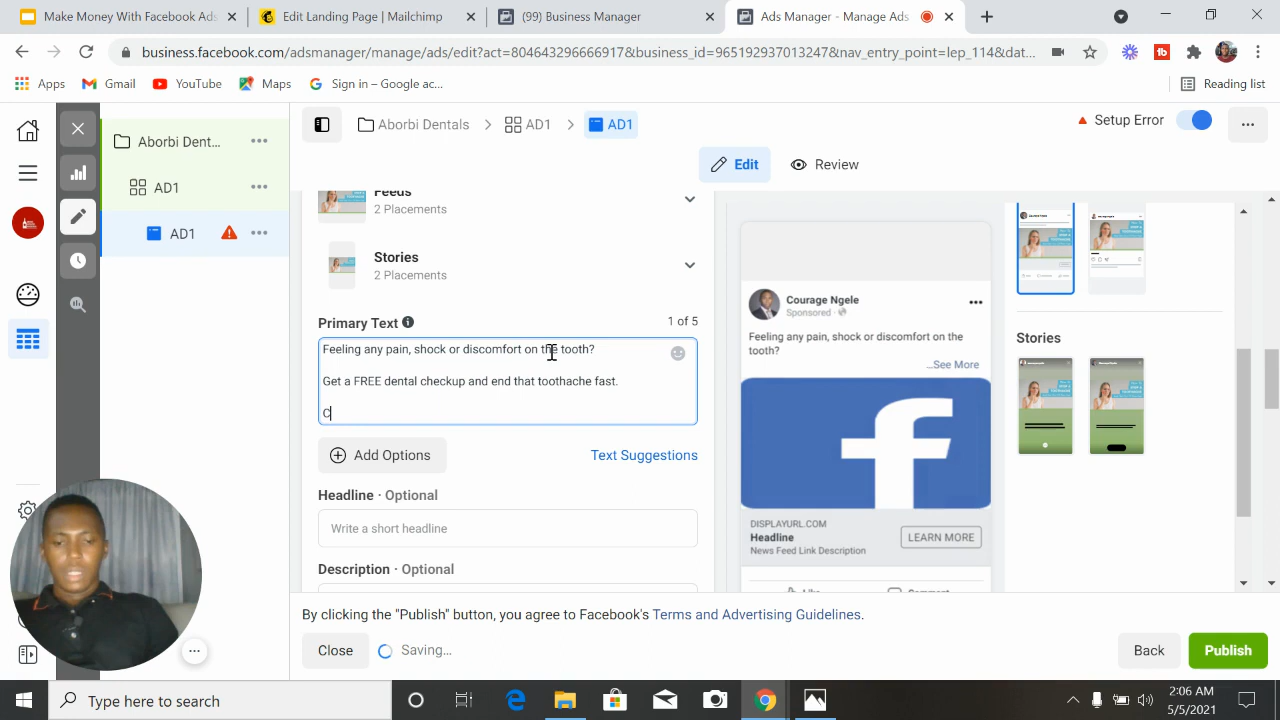 Make Money With Facebook Ads
Edit Landing Page | Mailchimp
(99) Business Manager
Ads Manager - Manage Ads
business.facebook.com/adsmanager/manage/ads/edit?act=804643296666917&business_id=965192937013247&nav_entry_point=lep_114&dat...
Apps
Gmail
YouTube
Maps
Sign in – Google ac...
Reading list
Aborbi Dentals
AD1
AD1
Setup Error
Aborbi Dent...
AD1
AD1
Edit
Review
Feeds
2 Placements
Stories
2 Placements
Primary Text
1 of 5
Feeling any pain, shock or discomfort on the tooth?
Get a FREE dental checkup and end that toothache fast.
C
Add Options
Text Suggestions
Headline · Optional
Write a short headline
Description · Optional
Courage Ngele
Sponsored ·
Feeling any pain, shock or discomfort on the
tooth?
...See More
DISPLAYURL.COM
Headline
News Feed Link Description
LEARN MORE
Like
Comment
Stories
By clicking the "Publish" button, you agree to Facebook's Terms and Advertising Guidelines.
Close
Saving...
Back
Publish
Type here to search
2:06 AM
5/5/2021